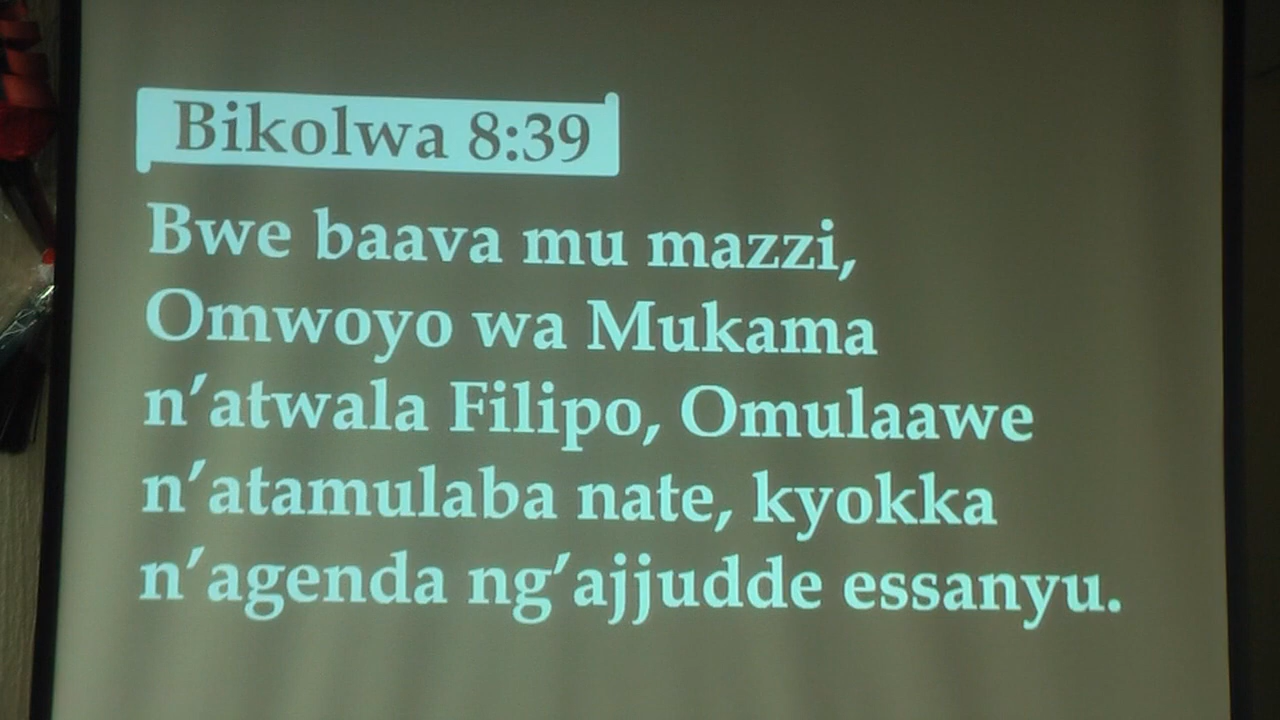 Bikolwa 8:39
Bwe baava mu mazzi,
Omwoyo wa Mukama
n’atwala Filipo, Omulaawe
n’atamulaba nate, kyokka
n’agenda ng’ajjudde essanyu.